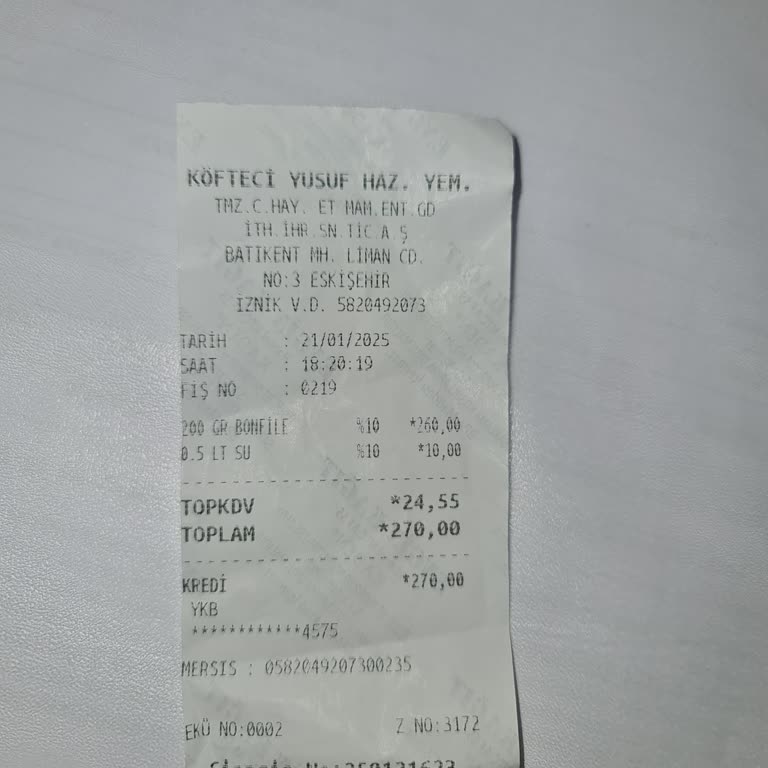 KÖFTECİ YUSUF HAZ. YEM.
TMZ.C.HAY. ET MAM.ENT.GD
İTH.İHR.SN.TİC.A.Ş
BATIKENT MH. LİMAN CD.
NO:3 ESKİŞEHİR
İZNİK V.D. 5820492073
TARİH : 21/01/2025
SAAT : 18:20:19
FİŞ NO : 0219
200 GR BONFİLE %10 *260,00
0.5 LT SU %10 *10,00
TOPKDV *24,55
TOPLAM *270,00
KREDİ *270,00
YKB
************4575
MERSIS : 0582049207300235
EKÜ NO:0002 Z NO:3172